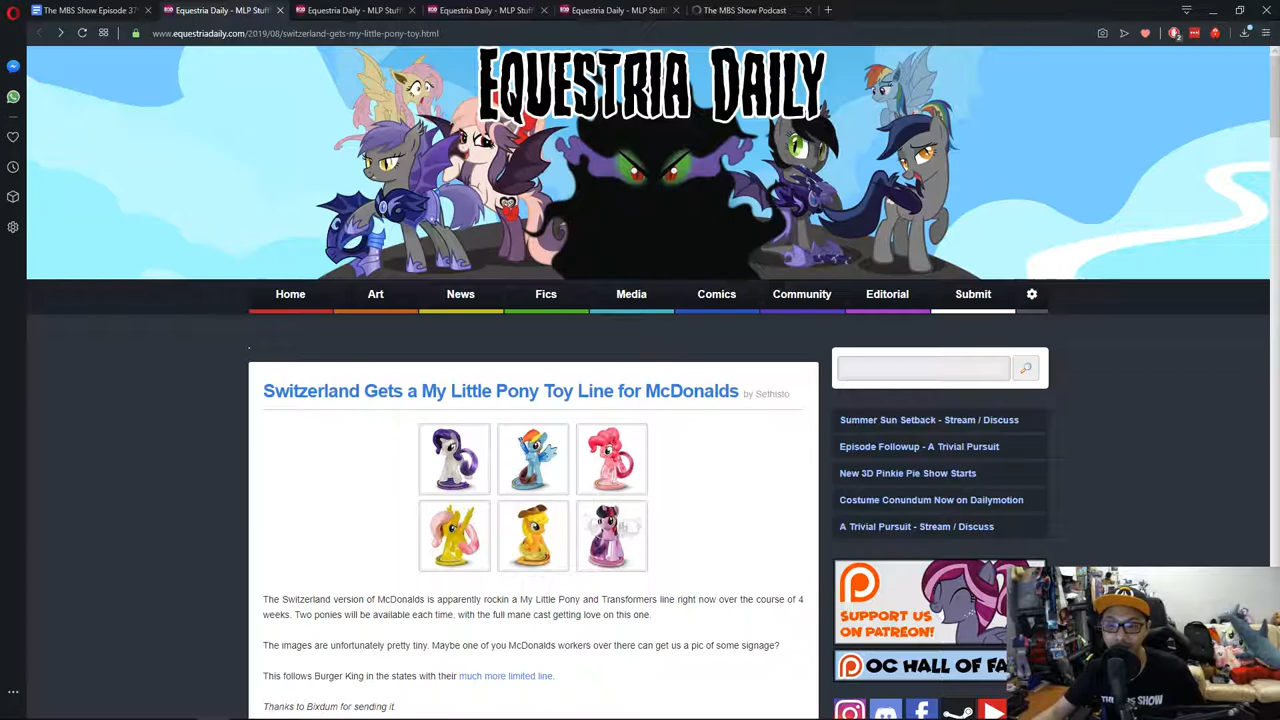 The MBS Show Episode 37
Equestria Daily - MLP Stuff
Equestria Daily - MLP Stuf
Equestria Daily - MLP Stuf
Equestria Daily - MLP Stuf
The MBS Show Podcast
www.equestriadaily.com/2019/08/switzerland-gets-my-little-pony-toy.html
2
EQUESTRIA DAILY
Home
Art
News
Fics
Media
Comics
Community
Editorial
Submit
Switzerland Gets a My Little Pony Toy Line for McDonalds by Sethisto
The Switzerland version of McDonalds is apparently rockin a My Little Pony and Transformers line right now over the course of 4
weeks. Two ponies will be available each time, with the full mane cast getting love on this one.
The images are unfortunately pretty tiny. Maybe one of you McDonalds workers over there can get us a pic of some signage?
This follows Burger King in the states with their much more limited line.
Thanks to Bixdum for sending it.
Summer Sun Setback - Stream / Discuss
Episode Followup - A Trivial Pursuit
New 3D Pinkie Pie Show Starts
Costume Conundrum Now on Dailymotion
A Trivial Pursuit - Stream / Discuss
SUPPORT US
ON PATREON!
OC HALL OF FA
THE MBS SHOW